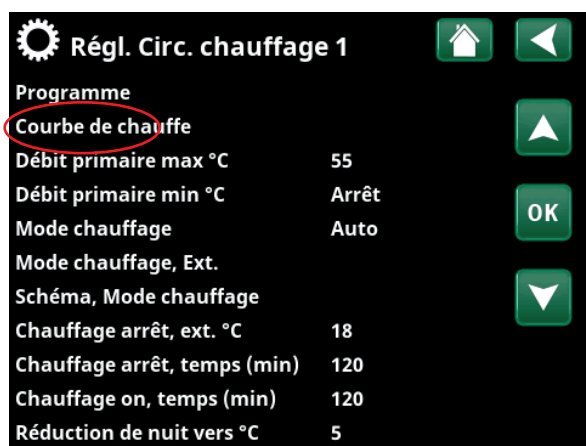 Régl. Circ. chauffage 1
Programme
Courbe de chauffe
Débit primaire max °C 55
Débit primaire min °C Arrêt
OK
Mode chauffage Auto
Mode chauffage, Ext.
Schéma, Mode chauffage
Chauffage arrêt, ext. °C 18
Chauffage arrêt, temps (min) 120
Chauffage on, temps (min) 120
Réduction de nuit vers °C 5